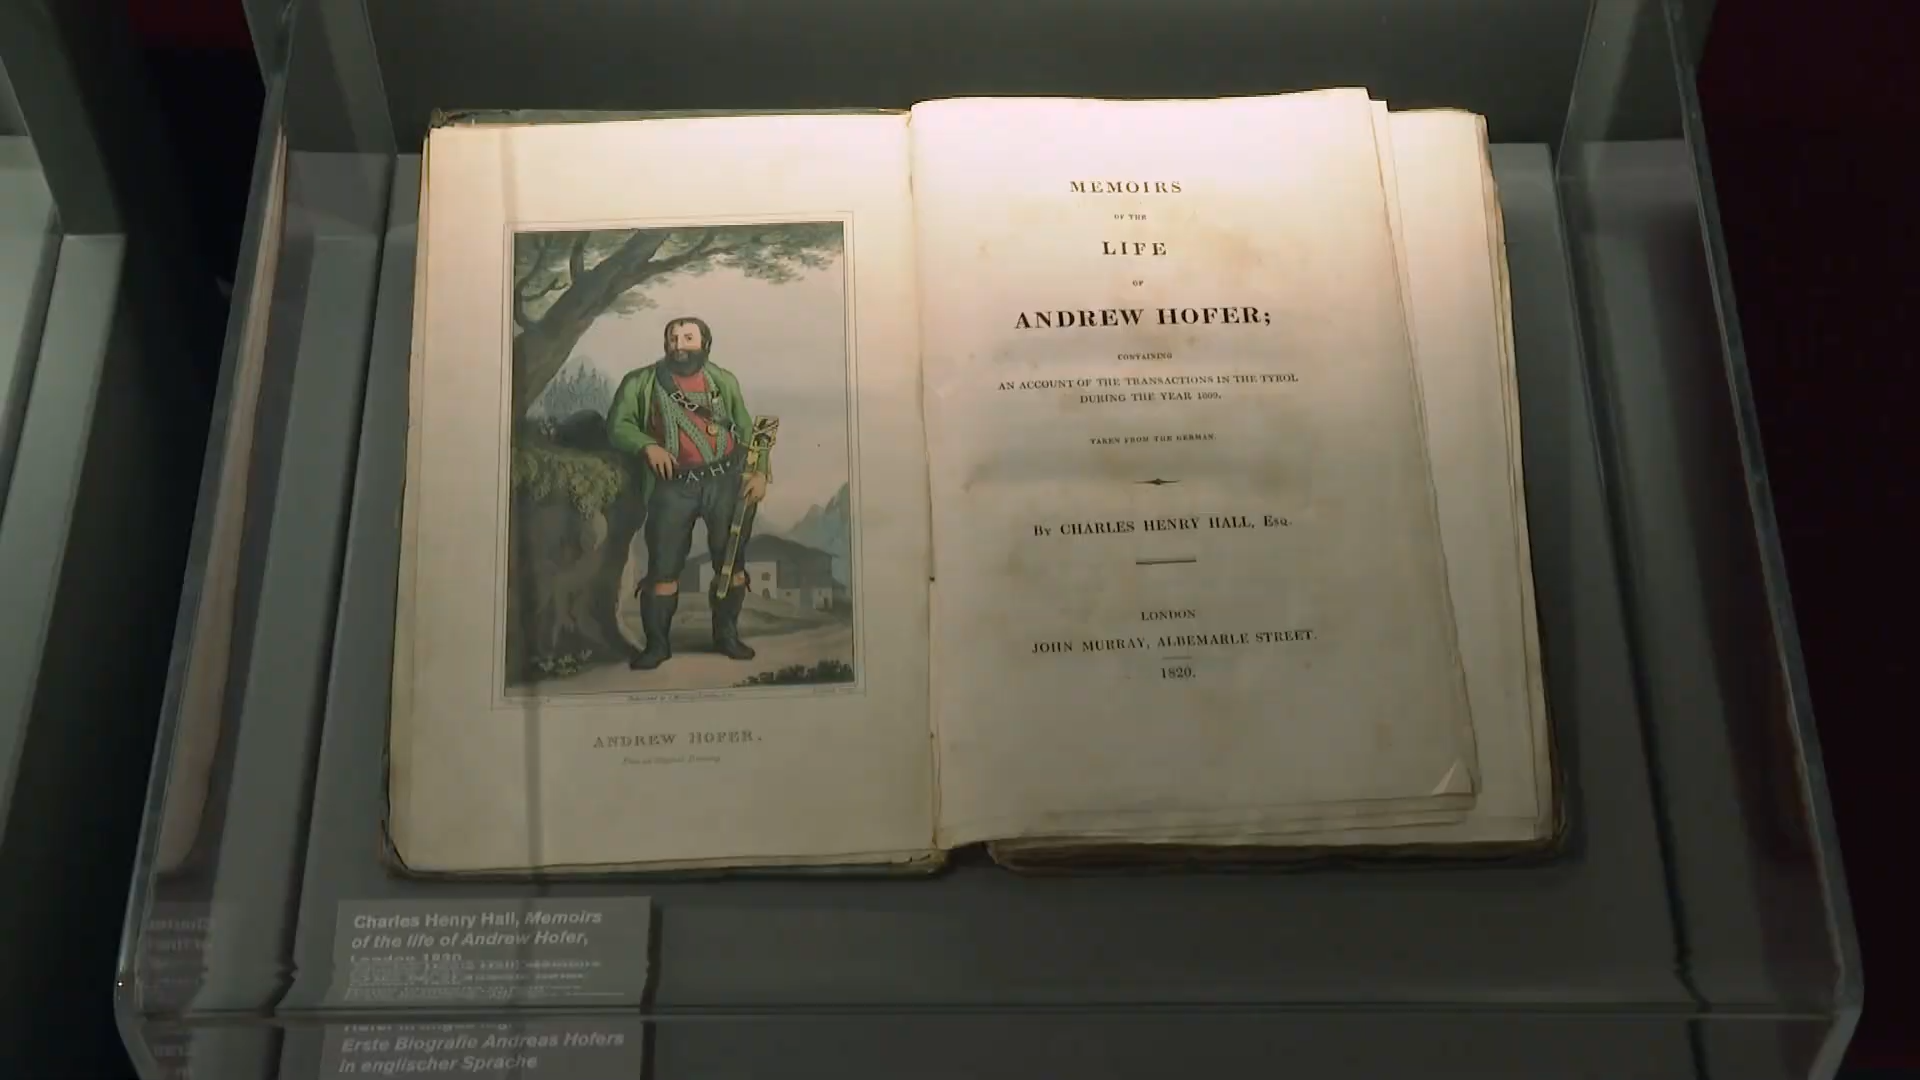 A·H
ANDREW HOFER.
MEMOIRS
OF THE
LIFE
OF
ANDREW HOFER;
CONTAINING
AN ACCOUNT OF THE TRANSACTIONS IN THE TYROL
DURING THE YEAR 1809.
TAKEN FROM THE GERMAN.
By CHARLES HENRY HALL, Esq.
LONDON
JOHN MURRAY, ALBEMARLE STREET.
1820.
Charles Henry Hall, Memoirs
of the life of Andrew Hofer,
London
Erste Biografie Andreas Hofers
in englischer Sprache